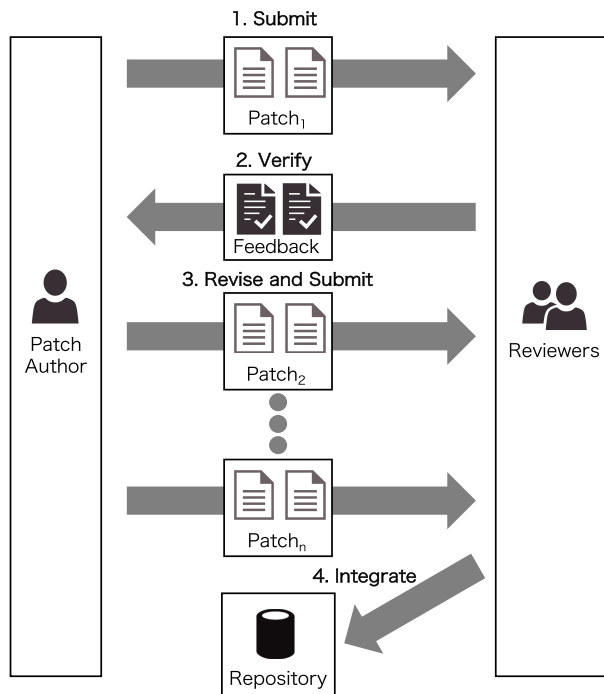 1. Submit
Patch₁
2. Verify
Feedback
3. Revise and Submit
Patch
Author
Reviewers
Patch₂
Patchₙ
4. Integrate
Repository